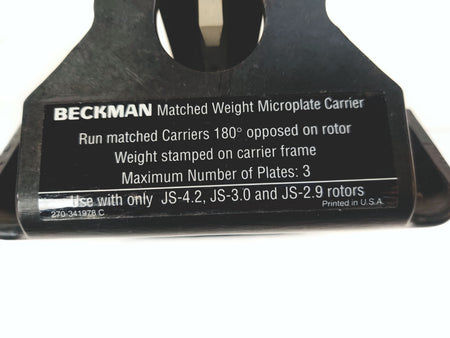 BECKMAN Matched Weight Microplate Carrier
Run matched Carriers 180° opposed on rotor
Weight stamped on carrier frame
Maximum Number of Plates: 3
Use with only JS-4.2, JS-3.0 and JS-2.9 rotors
270-341978 C Printed in U.S.A.